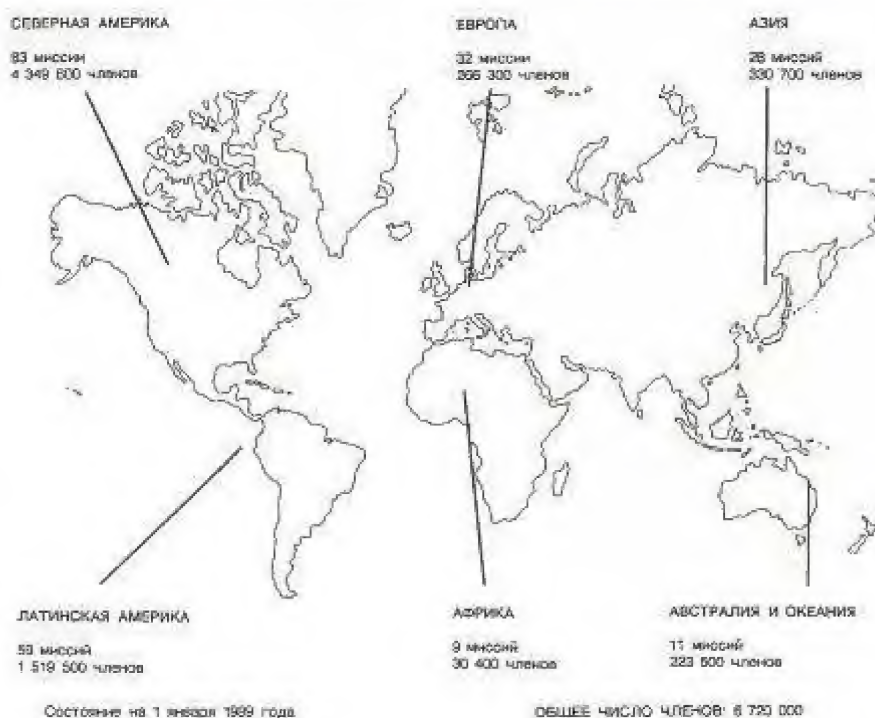 СЕВЕРНАЯ АМЕРИКА
83 миссии
4 349 600 членов
ЕВРОПА
32 миссии
266 300 членов
АЗИЯ
28 миссий
330 700 членов
ЛАТИНСКАЯ АМЕРИКА
59 миссий
1 519 500 членов
АФРИКА
9 миссий
30 400 членов
АВСТРАЛИЯ И ОКЕАНИЯ
11 миссий
223 500 членов
Состояние на 1 января 1989 года
ОБЩЕЕ ЧИСЛО ЧЛЕНОВ: 6 720 000